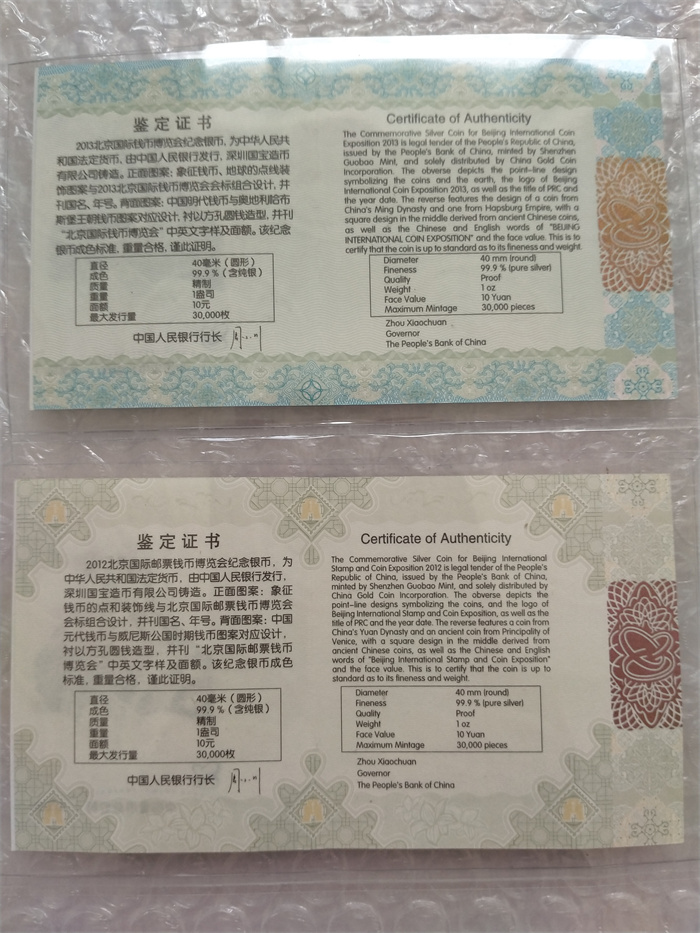 鉴定证书
2013北京国际钱币博览会纪念银币，为中华人民共
和国法定货币，由中国人民银行发行，深圳国宝造币
有限公司铸造。正面图案：象征钱币、地球的点线装
饰图案与2013北京国际钱币博览会会标组合设计，并
刊国名、年号。背面图案：中国明代钱币与奥地利哈布
斯堡王朝钱币图案对应设计，衬以方孔圆钱造型，并刊
“北京国际钱币博览会”中英文字样及面额。该纪念
银币成色标准，重量合格，谨此证明。
直径 40毫米（圆形）
成色 99.9％（含纯银）
质量 精制
重量 1盎司
面额 10元
最大发行量 30,000枚
中国人民银行行长
Certificate of Authenticity
The Commemorative Silver Coin for Beijing International Coin
Exposition 2013 is legal tender of the People's Republic of China,
issued by the People's Bank of China, minted by Shenzhen
Guobao Mint, and solely distributed by China Gold Coin
Incorporation. The obverse depicts the point-line design
symbolizing the coins and the earth, the logo of Beijing
International Coin Exposition 2013, as well as the title of PRC and
the year date. The reverse features the design of a coin from
China's Ming Dynasty and one from Hapsburg Empire, with a
square design in the middle derived from ancient Chinese coins,
as well as the Chinese and English words of "BEIJING
INTERNATIONAL COIN EXPOSITION" and the face value. This is to
certify that the coin is up to standard as to its fineness and weight.
Diameter 40 mm (round)
Fineness 99.9 % (pure silver)
Quality Proof
Weight 1 oz
Face Value 10 Yuan
Maximum Mintage 30,000 pieces
Zhou Xiaochuan
Governor
The People's Bank of China
鉴定证书
2012北京国际邮票钱币博览会纪念银币，为
中华人民共和国法定货币，由中国人民银行发行，
深圳国宝造币有限公司铸造。正面图案：象征
钱币的点和装饰线与北京国际邮票钱币博览会
会标组合设计，并刊国名、年号。背面图案：中国
元代钱币与威尼斯公国时期钱币图案对应设计，
衬以方孔圆钱造型，并刊“北京国际邮票钱币
博览会”中英文字样及面额。该纪念银币成色
标准，重量合格，谨此证明。
直径 40毫米（圆形）
成色 99.9％（含纯银）
质量 精制
重量 1盎司
面额 10元
最大发行量 30,000枚
中国人民银行行长
Certificate of Authenticity
The Commemorative Silver Coin for Beijing International
Stamp and Coin Exposition 2012 is legal tender of the People's
Republic of China, issued by the People's Bank of China,
minted by Shenzhen Guobao Mint, and solely distributed by
China Gold Coin Incorporation. The obverse depicts the
point-line designs symbolizing the coins, and the logo of
Beijing International Stamp and Coin Exposition, as well as the
title of PRC and the year date. The reverse features a coin from
China's Yuan Dynasty and an ancient coin from Principality of
Venice, with a square design in the middle derived from
ancient Chinese coins, as well as the Chinese and English
words of "Beijing International Stamp and Coin Exposition"
and the face value. This is to certify that the coin is up to
standard as to its fineness and weight.
Diameter 40 mm (round)
Fineness 99.9 % (pure silver)
Quality Proof
Weight 1 oz
Face Value 10 Yuan
Maximum Mintage 30,000 pieces
Zhou Xiaochuan
Governor
The People's Bank of China